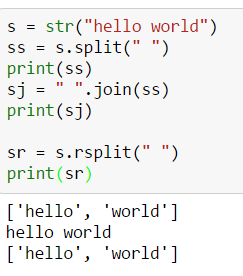 s = str("hello world")
ss = s.split(" ")
print(ss)
sj = " ".join(ss)
print(sj)
sr = s.rsplit(" ")
print(sr)
['hello', 'world']
hello world
['hello', 'world']